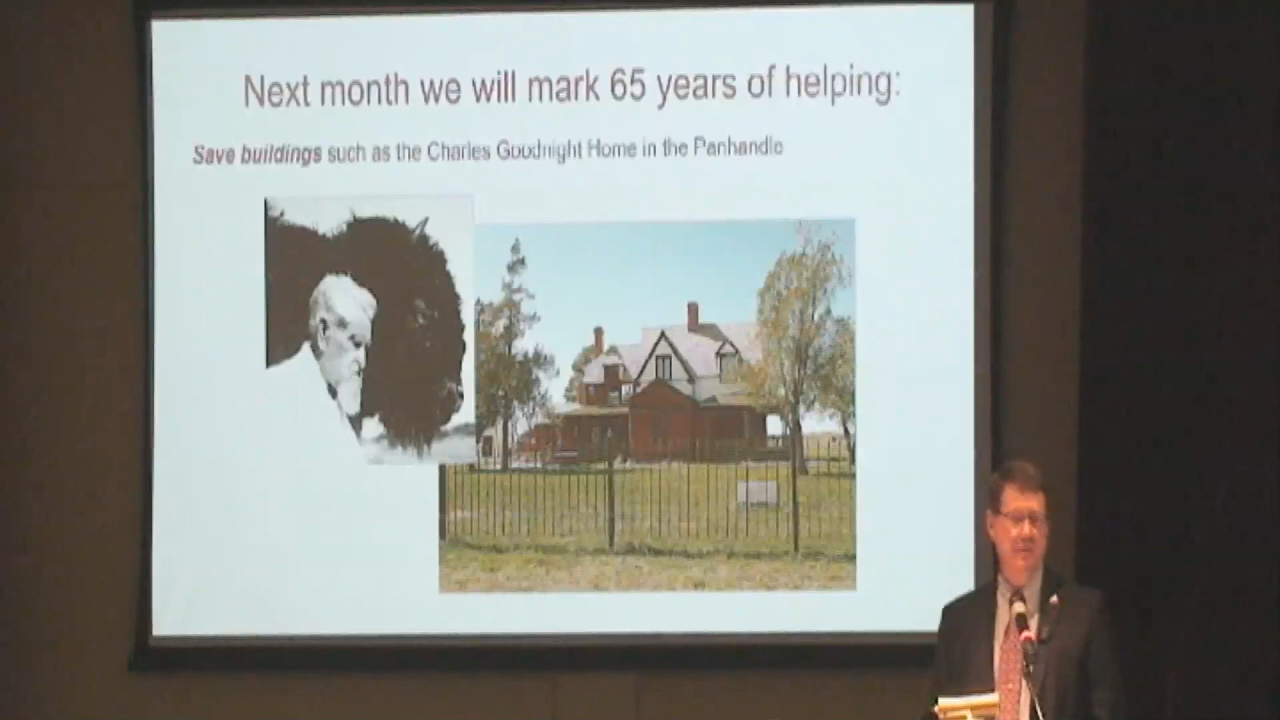 Next month we will mark 65 years of helping:
Save buildings such as the Charles Goodnight Home in the Panhandle